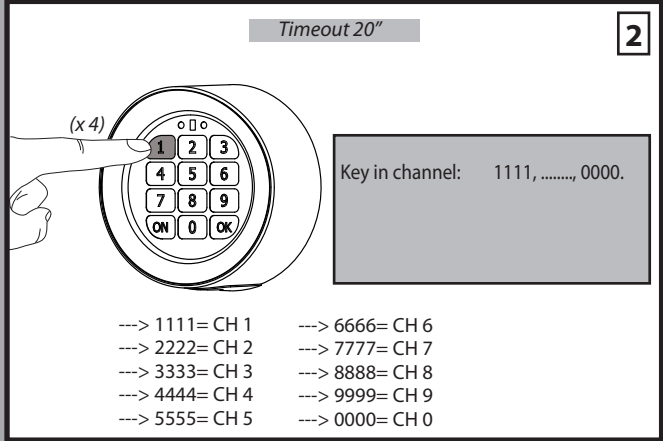 Timeout 20”
2
(x 4)
1 2 3
4 5 6
7 8 9
ON 0 OK
Key in channel: 1111, ........, 0000.
---> 1111= CH 1
---> 2222= CH 2
---> 3333= CH 3
---> 4444= CH 4
---> 5555= CH 5
---> 6666= CH 6
---> 7777= CH 7
---> 8888= CH 8
---> 9999= CH 9
---> 0000= CH 0